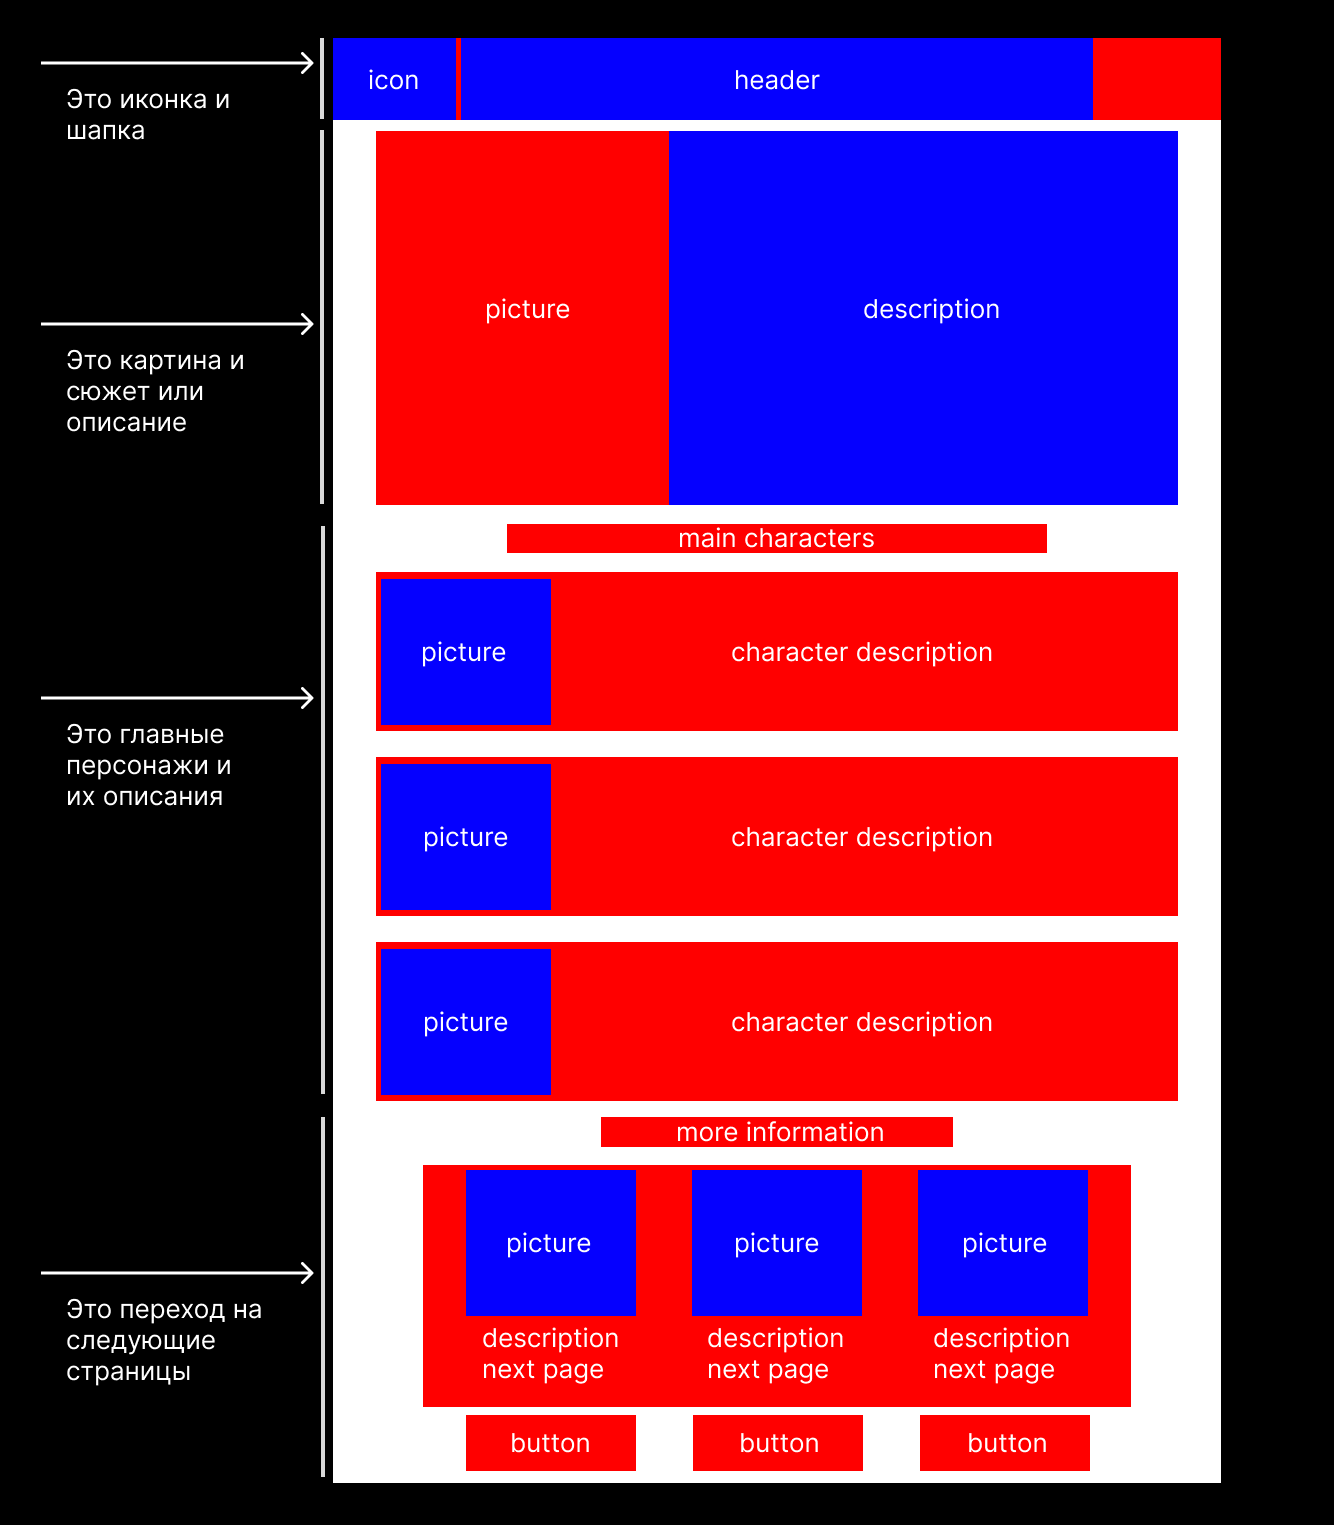 icon
header
Это иконка и
шапка
picture
description
Это картина и
сюжет или
описание
main characters
picture
character description
Это главные
персонажи и
их описания
picture
character description
picture
character description
more information
picture
picture
picture
description
next page
description
next page
description
next page
Это переход на
следующие
страницы
button
button
button